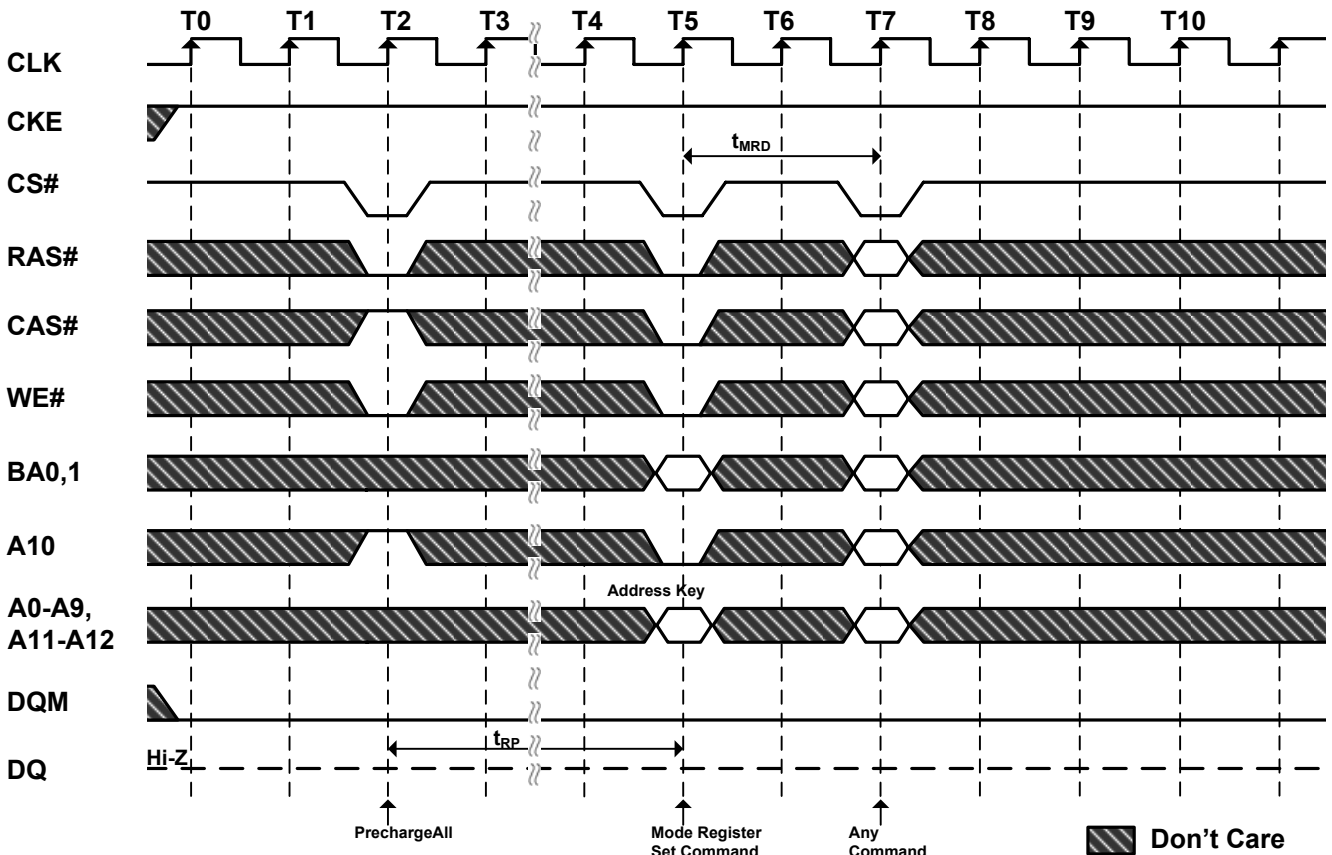 T0 T1 T2 T3 T4 T5 T6 T7 T8 T9 T10
CLK
CKE
tMRD
CS#
RAS#
CAS#
WE#
BA0,1
A10
Address Key
A0-A9,
A11-A12
DQM
tRP
Hi-Z
DQ
PrechargeAll
Mode Register
Set Command
Any
Command
Don't Care